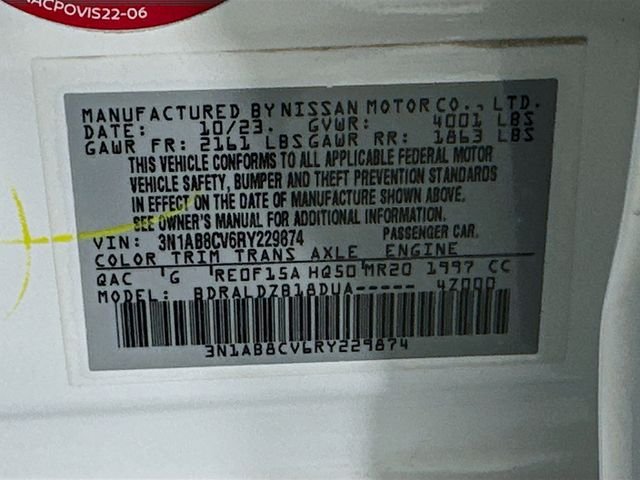 ACPOVIS22-06
MANUFACTURED BY NISSAN MOTOR CO., LTD.
DATE: 10/23. GVWR: 4001 LBS
GAWR FR: 2161 LBS GAWR RR: 1863 LBS
THIS VEHICLE CONFORMS TO ALL APPLICABLE FEDERAL MOTOR
VEHICLE SAFETY, BUMPER AND THEFT PREVENTION STANDARDS
IN EFFECT ON THE DATE OF MANUFACTURE SHOWN ABOVE.
SEE OWNER'S MANUAL FOR ADDITIONAL INFORMATION.
VIN: 3N1AB8CV6RY229874 PASSENGER CAR.
COLOR TRIM TRANS AXLE ENGINE
QAC G RE0F15A HQ50 MR20 1997 CC
MODEL: BDRALDZB18DUA----- 4Z000
3N1AB8CV6RY229874